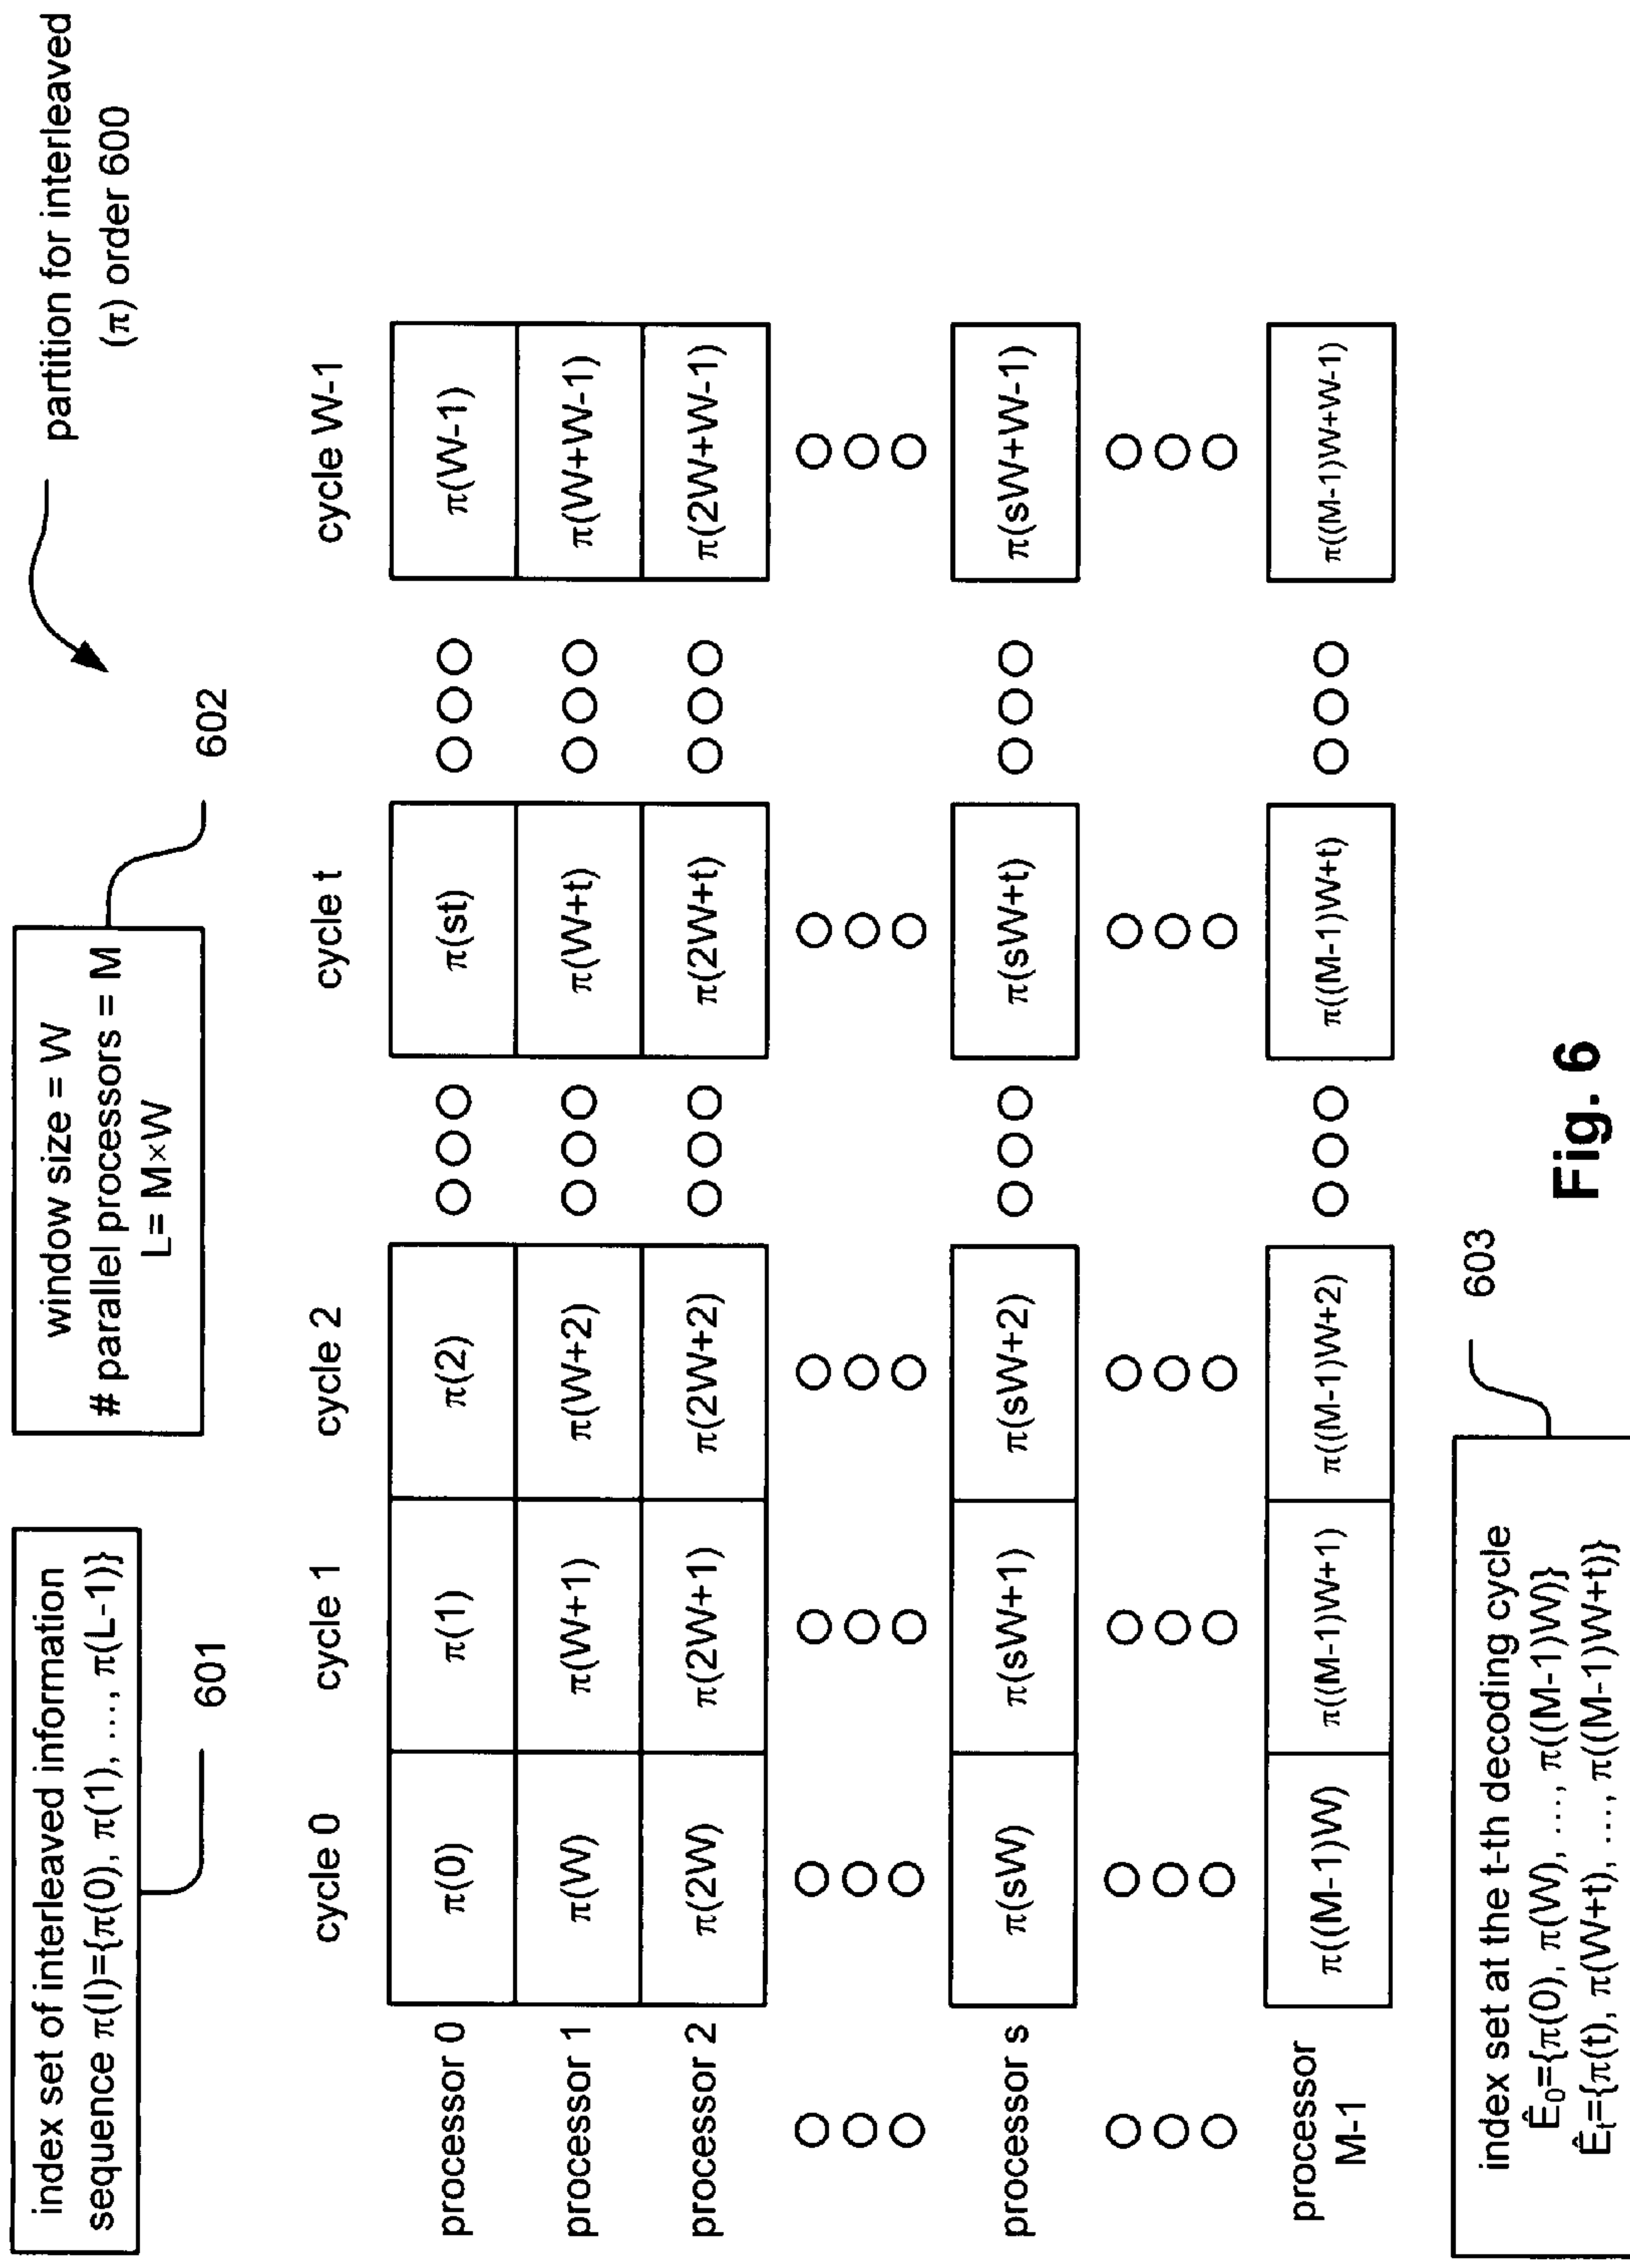 partition for interleaved
(π) order 600
index set of interleaved information
sequence π(I)={π(0), π(1), ..., π(L-1)}
601
window size = W
# parallel processors = M
L= M×W
602
cycle 0 cycle 1 cycle 2 cycle t cycle W-1
processor 0 π(0) π(1) π(2) π(st) π(W-1)
processor 1 π(W) π(W+1) π(W+2) π(W+t) π(W+W-1)
processor 2 π(2W) π(2W+1) π(2W+2) π(2W+t) π(2W+W-1)
processor s π(sW) π(sW+1) π(sW+2) π(sW+t) π(sW+W-1)
processor
M-1 π((M-1)W) π((M-1)W+1) π((M-1)W+2) π((M-1)W+t) π((M-1)W+W-1)
index set at the t-th decoding cycle
Ê₀={π(0), π(W), ..., π((M-1)W)}
Êₜ={π(t), π(W+t), ..., π((M-1)W+t)}
603
Fig. 6